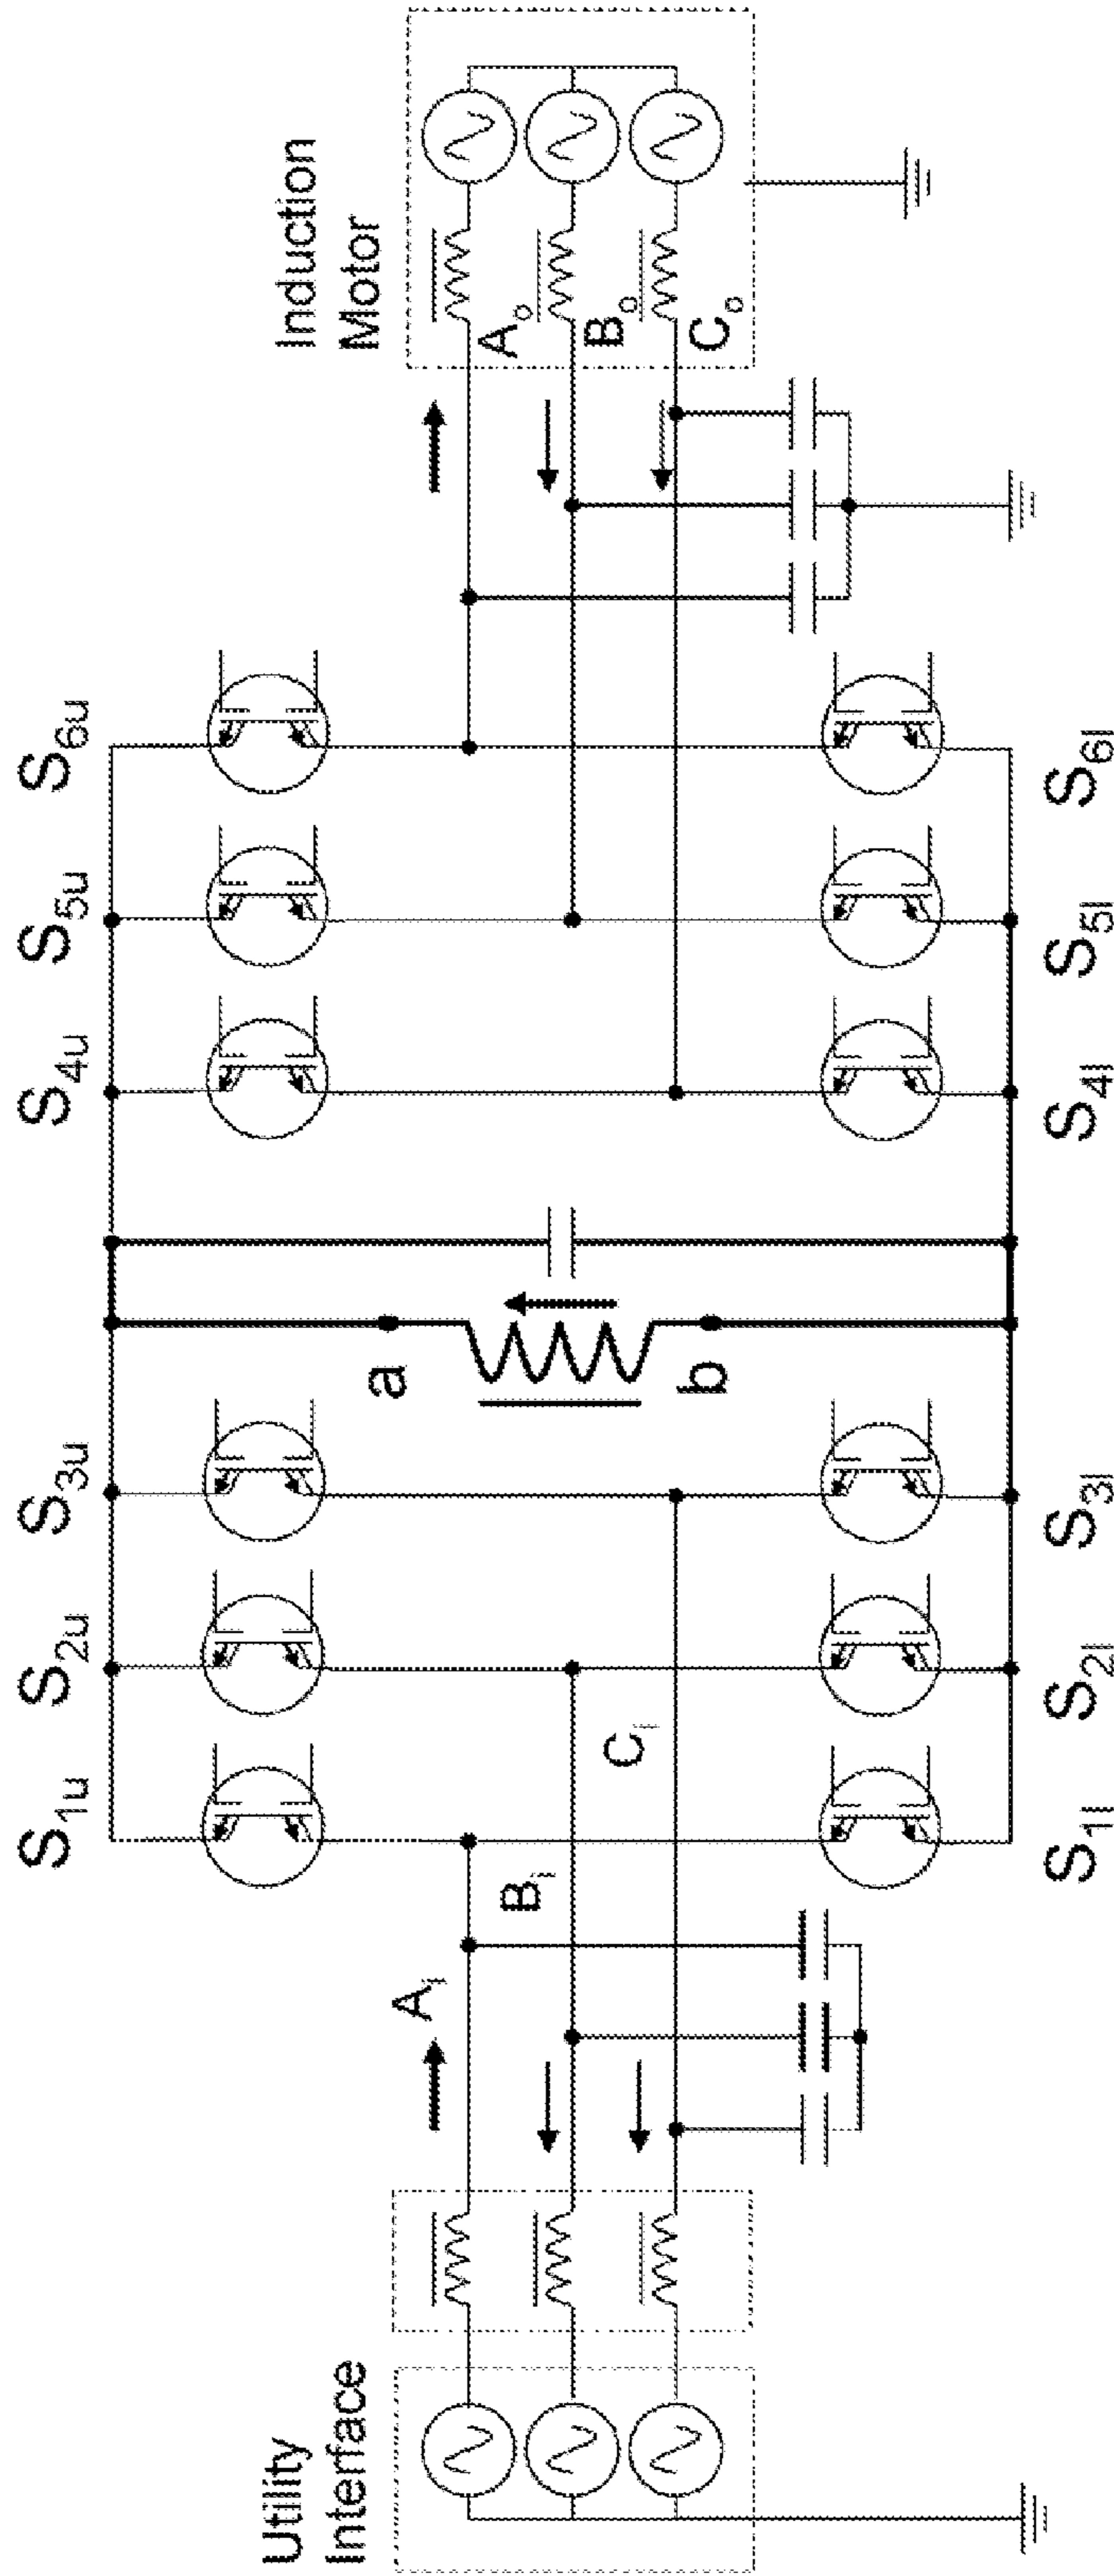 Utility
Interface
Induction
Motor
S1u
S2u
S3u
S4u
S5u
S6u
Ai
Bi
Ci
a
b
Ao
Bo
Co
S1l
S2l
S3l
S4l
S5l
S6l